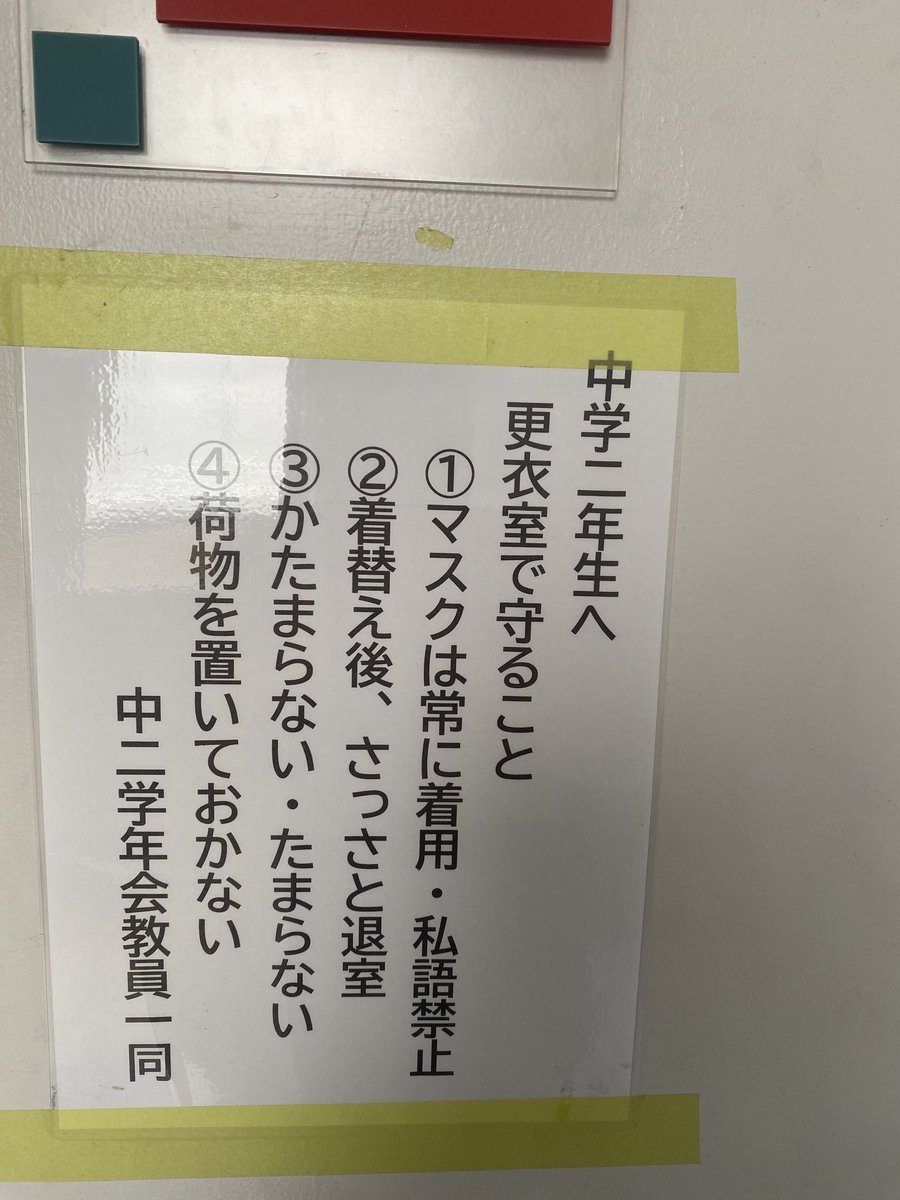 中学二年生へ
更衣室で守ること
①マスクは常に着用・私語禁止
②着替え後、さっさと退室
③かたまらない・たまらない
④荷物を置いておかない
中二学年会教員一同